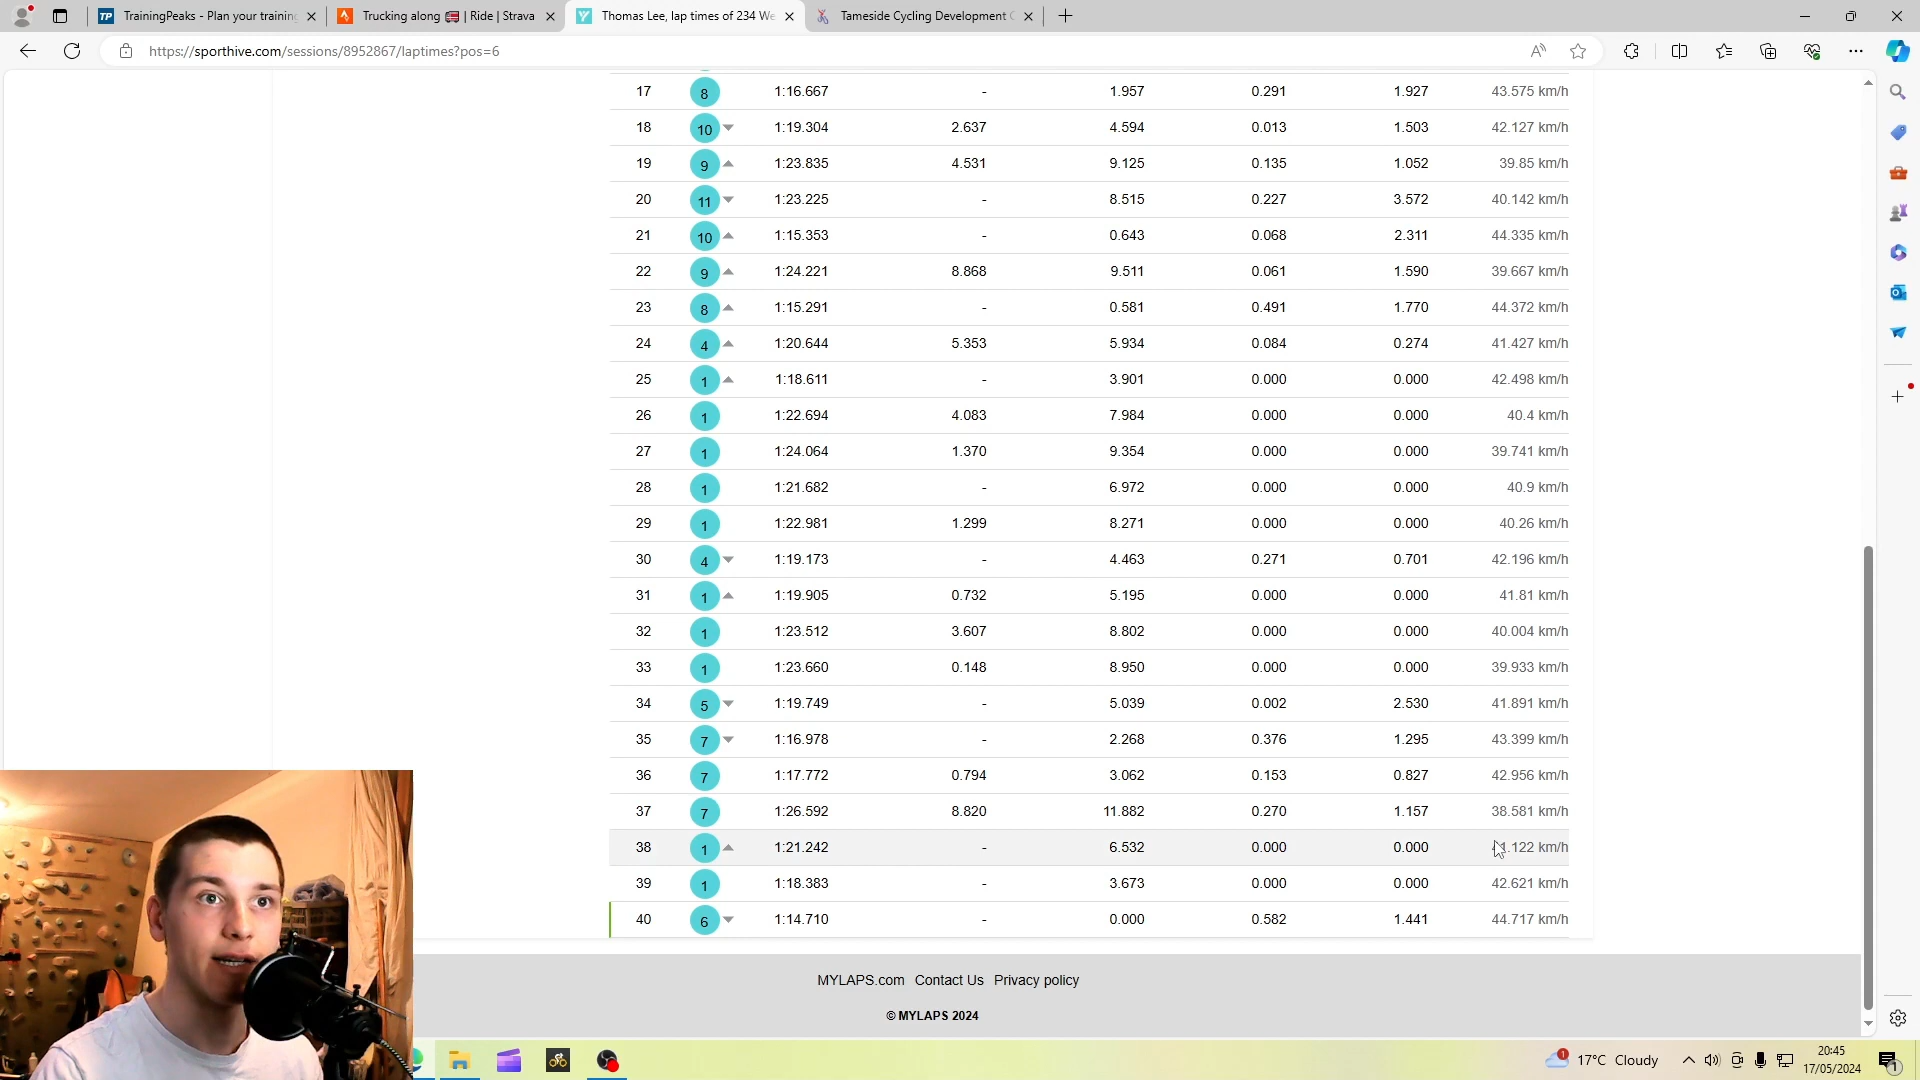 TrainingPeaks - Plan your training
Trucking along | Ride | Strava
Thomas Lee, lap times of 234 We
Tameside Cycling Development C
https://sporthive.com/sessions/8952867/laptimes?pos=6
17 8 1:16.667 - 1.957 0.291 1.927 43.575 km/h
18 10 1:19.304 2.637 4.594 0.013 1.503 42.127 km/h
19 9 1:23.835 4.531 9.125 0.135 1.052 39.85 km/h
20 11 1:23.225 - 8.515 0.227 3.572 40.142 km/h
21 10 1:15.353 - 0.643 0.068 2.311 44.335 km/h
22 9 1:24.221 8.868 9.511 0.061 1.590 39.667 km/h
23 8 1:15.291 - 0.581 0.491 1.770 44.372 km/h
24 4 1:20.644 5.353 5.934 0.084 0.274 41.427 km/h
25 1 1:18.611 - 3.901 0.000 0.000 42.498 km/h
26 1 1:22.694 4.083 7.984 0.000 0.000 40.4 km/h
27 1 1:24.064 1.370 9.354 0.000 0.000 39.741 km/h
28 1 1:21.682 - 6.972 0.000 0.000 40.9 km/h
29 1 1:22.981 1.299 8.271 0.000 0.000 40.26 km/h
30 4 1:19.173 - 4.463 0.271 0.701 42.196 km/h
31 1 1:19.905 0.732 5.195 0.000 0.000 41.81 km/h
32 1 1:23.512 3.607 8.802 0.000 0.000 40.004 km/h
33 1 1:23.660 0.148 8.950 0.000 0.000 39.933 km/h
34 5 1:19.749 - 5.039 0.002 2.530 41.891 km/h
35 7 1:16.978 - 2.268 0.376 1.295 43.399 km/h
36 7 1:17.772 0.794 3.062 0.153 0.827 42.956 km/h
37 7 1:26.592 8.820 11.882 0.270 1.157 38.581 km/h
38 1 1:21.242 - 6.532 0.000 0.000 41.122 km/h
39 1 1:18.383 - 3.673 0.000 0.000 42.621 km/h
40 6 1:14.710 - 0.000 0.582 1.441 44.717 km/h
MYLAPS.com Contact Us Privacy policy
© MYLAPS 2024
1 17°C Cloudy
20:45
17/05/2024
1